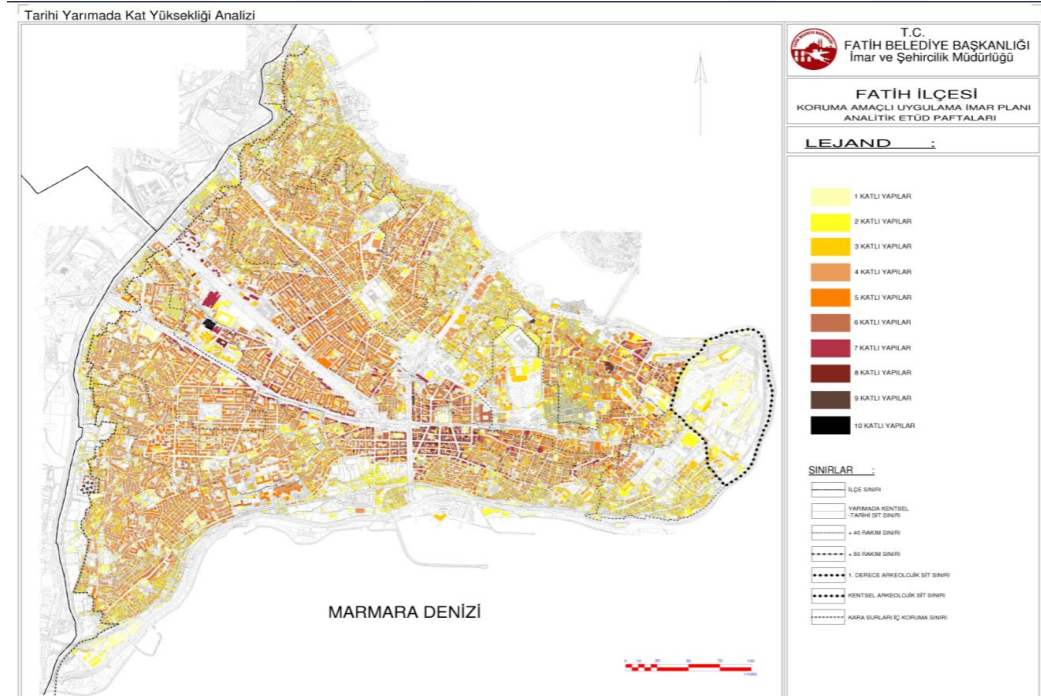 Tarihi Yarımada Kat Yüksekliği Analizi
T.C.
FATİH BELEDİYE BAŞKANLIĞI
İmar ve Şehircilik Müdürlüğü
FATİH İLÇESİ
KORUMA AMAÇLI UYGULAMA İMAR PLANI
ANALİTİK ETÜD PAFTALARI
LEJAND :
1 KATLI YAPILAR
2 KATLI YAPILAR
3 KATLI YAPILAR
4 KATLI YAPILAR
5 KATLI YAPILAR
6 KATLI YAPILAR
7 KATLI YAPILAR
8 KATLI YAPILAR
9 KATLI YAPILAR
10 KATLI YAPILAR
SINIRLAR :
İLÇE SINIRI
YARIMADA KENTSEL
-TARİHİ SİT SINIRI
+ 40 RAKIM SINIRI
+ 50 RAKIM SINIRI
1. DERECE ARKEOLOJİK SİT SINIRI
KENTSEL ARKEOLOJİK SİT SINIRI
KARA SURLARI İÇ KORUMA SINIRI
MARMARA DENİZİ